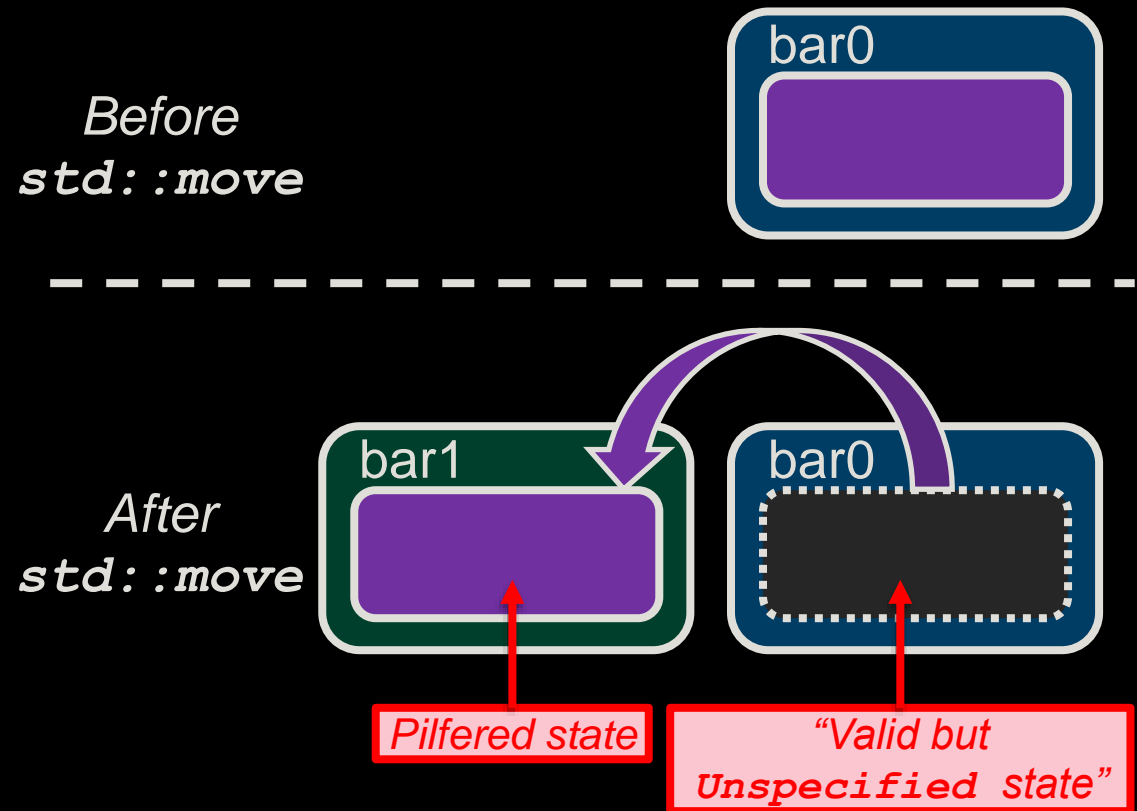 bar0
Before
std::move
bar1
bar0
After
std::move
Pilfered state
“Valid but
Unspecified state”